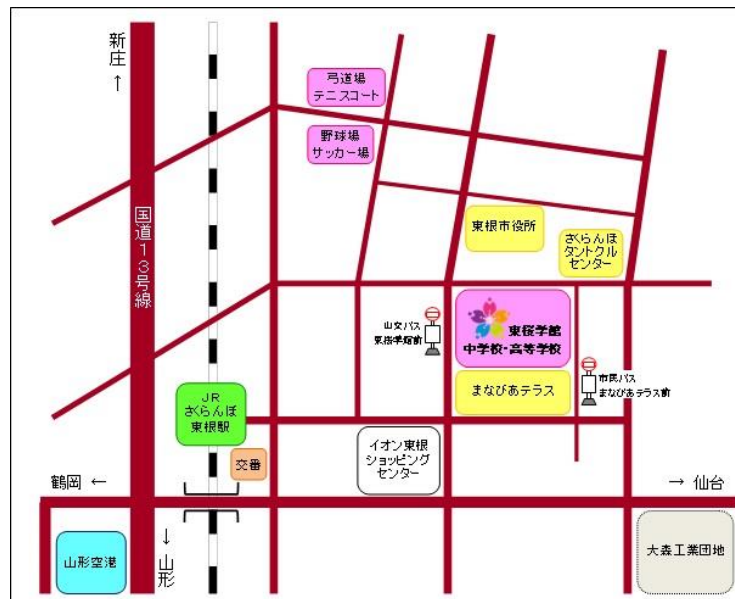 新庄
↑
弓道場
テニスコート
野球場
サッカー場
国道13号線
東根市役所
さくらんぼ
タントクル
センター
山交バス
東桜学館前
東桜学館
中学校・高等学校
市民バス
まなびあテラス前
まなびあテラス
JR
さくらんぼ
東根駅
イオン東根
ショッピング
センター
交番
鶴岡 ←
→ 仙台
山形空港
↓
山形
大森工業団地